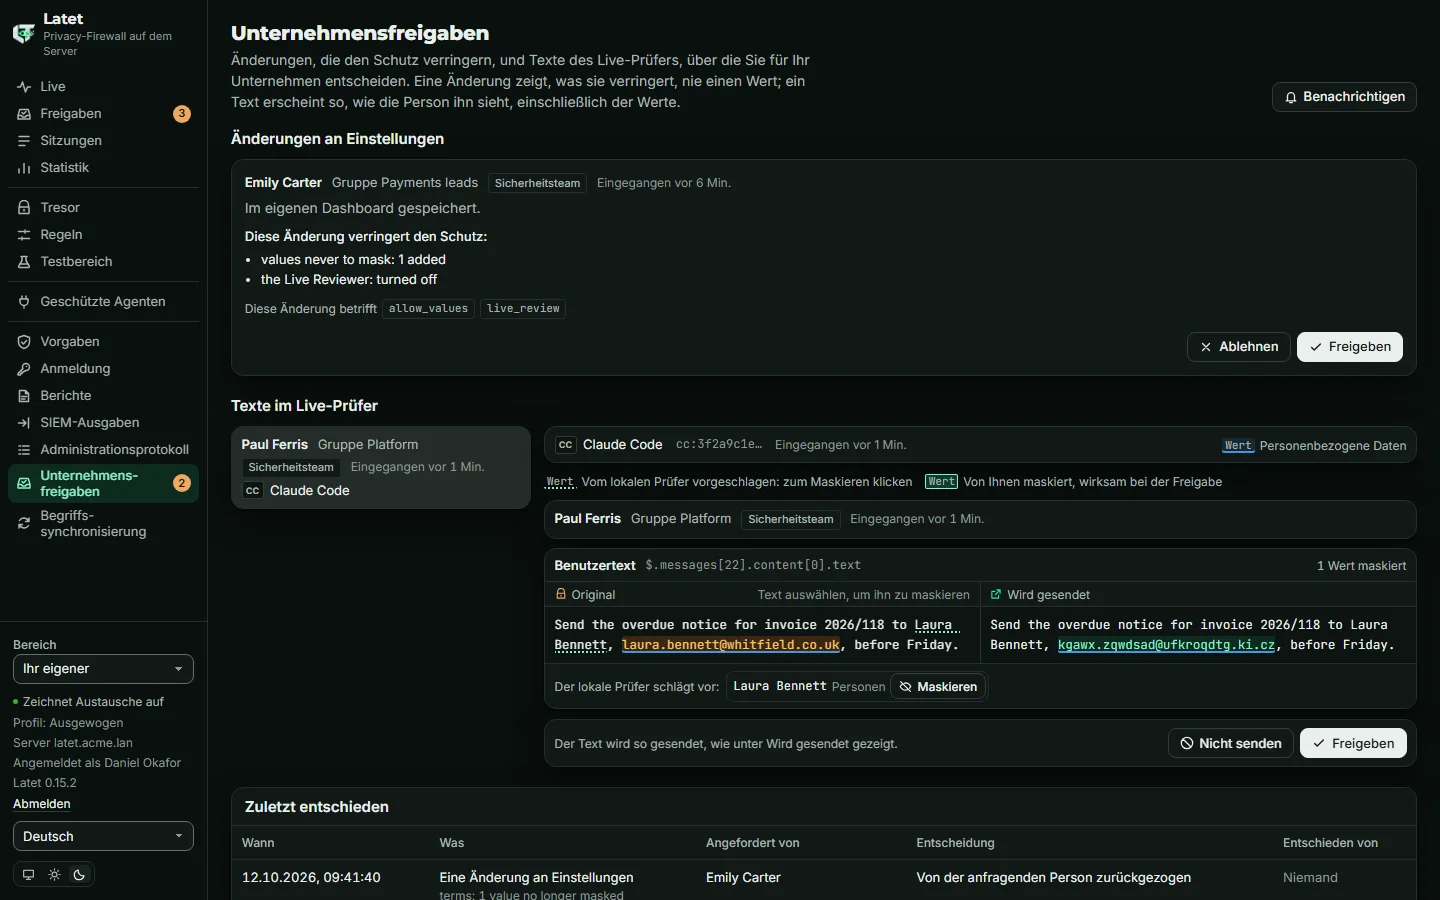 Latet
Privacy-Firewall auf dem
Server
Live
Freigaben
3
Sitzungen
Statistik
Tresor
Regeln
Testbereich
Geschützte Agenten
Vorgaben
Anmeldung
Berichte
SIEM-Ausgaben
Administrationsprotokoll
Unternehmens-
freigaben
2
Begriffs-
synchronisierung
Bereich
Ihr eigener
Zeichnet Austausche auf
Profil: Ausgewogen
Server latet.acme.lan
Angemeldet als Daniel Okafor
Latet 0.15.2
Abmelden
Deutsch
Unternehmensfreigaben
Änderungen, die den Schutz verringern, und Texte des Live-Prüfers, über die Sie für Ihr
Unternehmen entscheiden. Eine Änderung zeigt, was sie verringert, nie einen Wert; ein
Text erscheint so, wie die Person ihn sieht, einschließlich der Werte.
Benachrichtigen
Änderungen an Einstellungen
Emily Carter Gruppe Payments leads Sicherheitsteam Eingegangen vor 6 Min.
Im eigenen Dashboard gespeichert.
Diese Änderung verringert den Schutz:
• values never to mask: 1 added
• the Live Reviewer: turned off
Diese Änderung betrifft allow_values live_review
Ablehnen
Freigeben
Texte im Live-Prüfer
Paul Ferris Gruppe Platform
Sicherheitsteam Eingegangen vor 1 Min.
CC Claude Code
CC Claude Code cc:3f2a9c1e… Eingegangen vor 1 Min.
Wert Personenbezogene Daten
Wert Vom lokalen Prüfer vorgeschlagen: zum Maskieren klicken Wert Von Ihnen maskiert, wirksam bei der Freigabe
Paul Ferris Gruppe Platform Sicherheitsteam Eingegangen vor 1 Min.
Benutzertext $.messages[22].content[0].text
1 Wert maskiert
Original
Text auswählen, um ihn zu maskieren
Send the overdue notice for invoice 2026/118 to Laura
Bennett, laura.bennett@whitfield.co.uk, before Friday.
Wird gesendet
Send the overdue notice for invoice 2026/118 to Laura
Bennett, kgawx.zqwdsad@ufkroqdtg.ki.cz, before Friday.
Der lokale Prüfer schlägt vor: Laura Bennett Personen Maskieren
Der Text wird so gesendet, wie unter Wird gesendet gezeigt.
Nicht senden
Freigeben
Zuletzt entschieden
Wann Was Angefordert von Entscheidung Entschieden von
12.10.2026, 09:41:40 Eine Änderung an Einstellungen Emily Carter Von der anfragenden Person zurückgezogen Niemand
terms: 1 value no longer masked